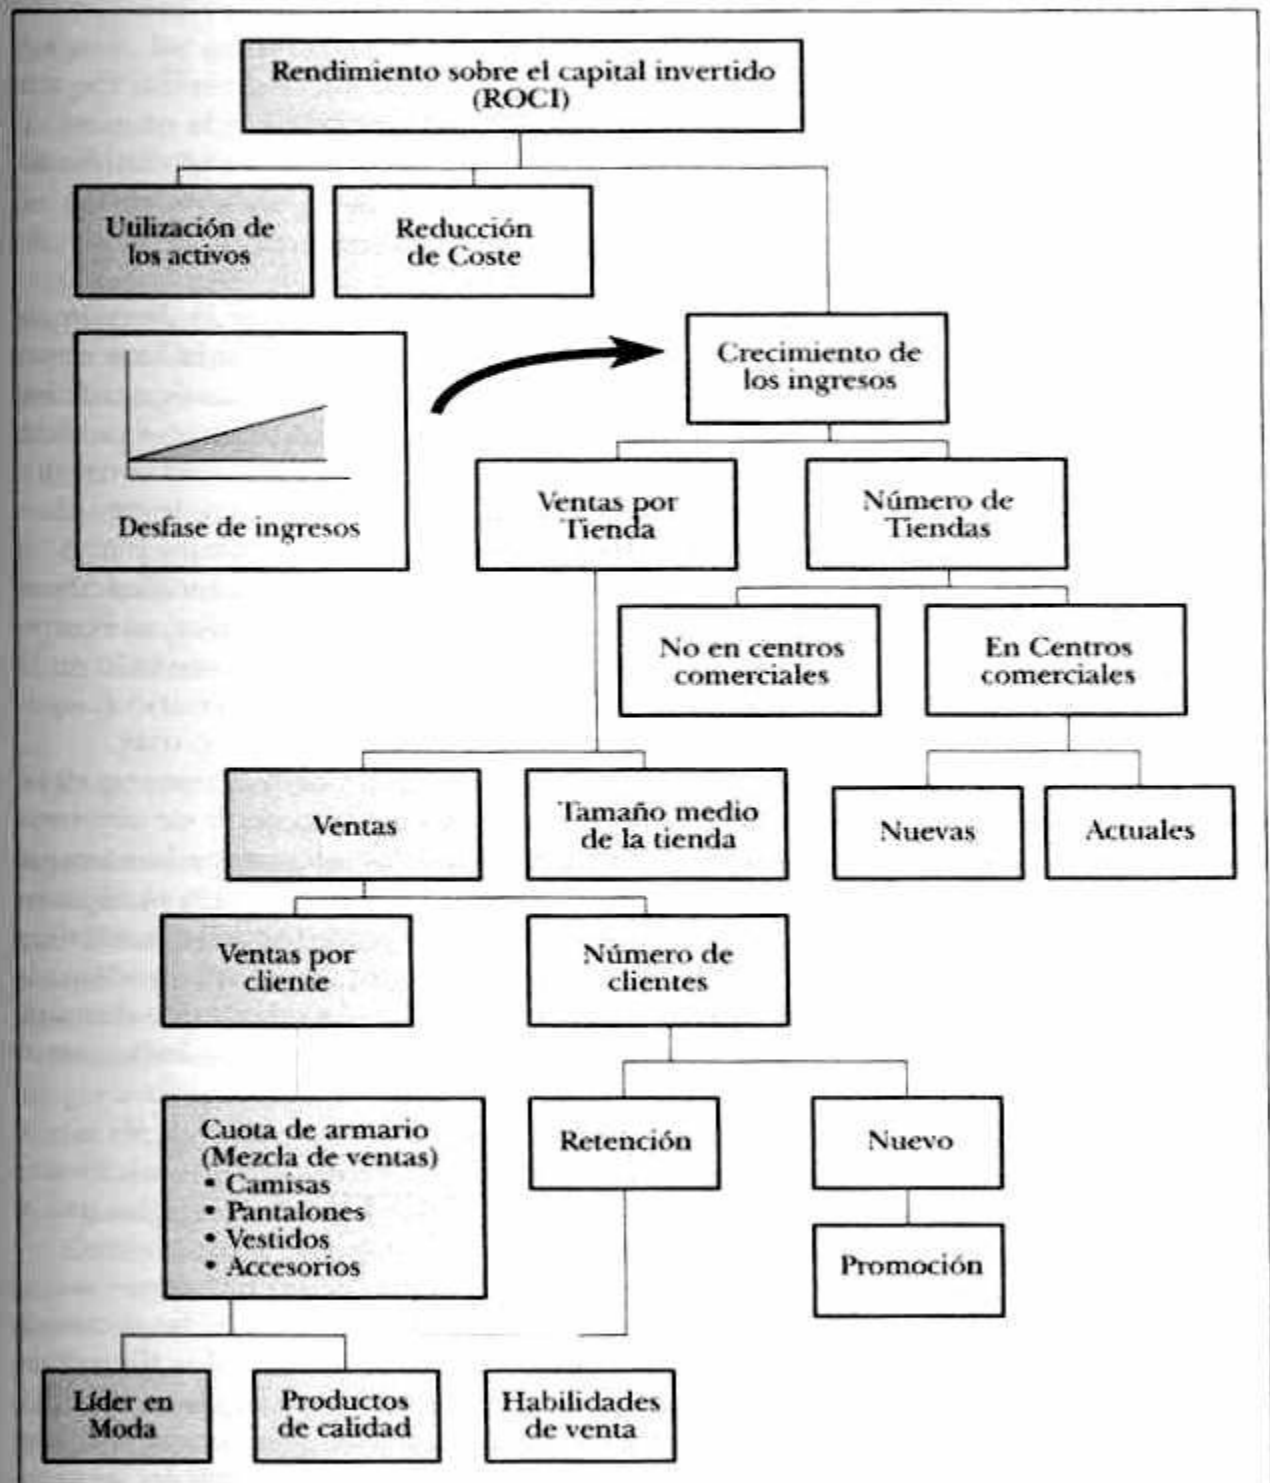 Rendimiento sobre el capital invertido
(ROCI)
Utilización de
los activos
Reducción
de Coste
Crecimiento de
los ingresos
Desfase de ingresos
Ventas por
Tienda
Número de
Tiendas
No en centros
comerciales
En Centros
comerciales
Ventas
Tamaño medio
de la tienda
Nuevas
Actuales
Ventas por
cliente
Número de
clientes
Cuota de armario
(Mezcla de ventas)
• Camisas
• Pantalones
• Vestidos
• Accesorios
Retención
Nuevo
Promoción
Líder en
Moda
Productos
de calidad
Habilidades
de venta